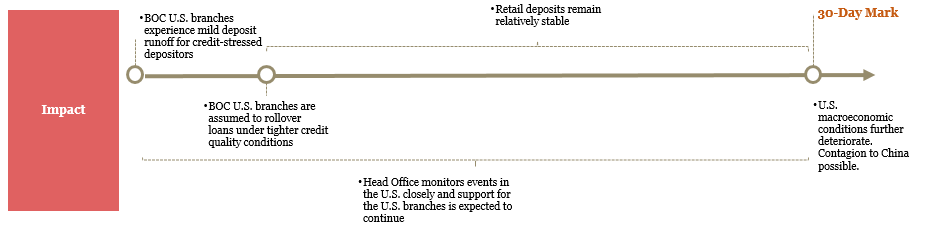 Impact
•BOC U.S. branches
experience mild deposit
runoff for credit-stressed
depositors
•BOC U.S. branches are
assumed to rollover
loans under tighter credit
quality conditions
•Retail deposits remain
relatively stable
•Head Office monitors events in
the U.S. closely and support for
the U.S. branches is expected to
continue
30-Day Mark
•U.S.
macroeconomic
conditions further
deteriorate.
Contagion to China
possible.